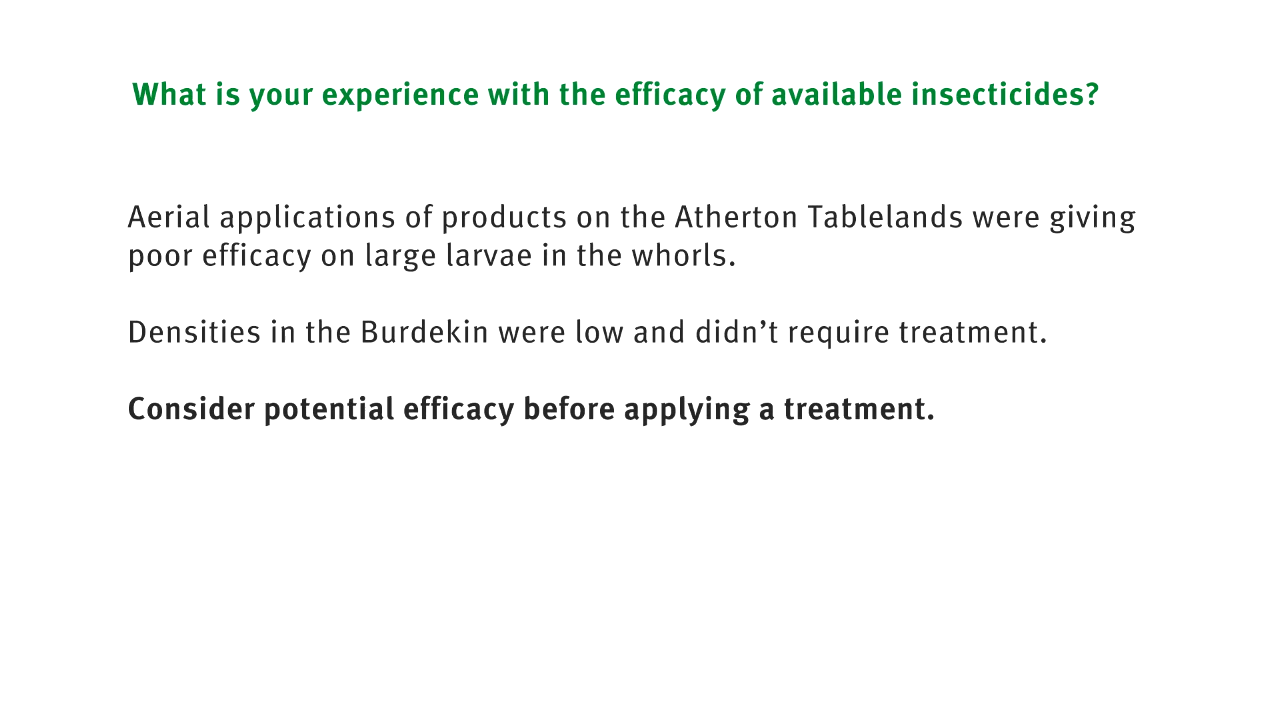 What is your experience with the efficacy of available insecticides?
Aerial applications of products on the Atherton Tablelands were giving
poor efficacy on large larvae in the whorls.
Densities in the Burdekin were low and didn’t require treatment.
Consider potential efficacy before applying a treatment.